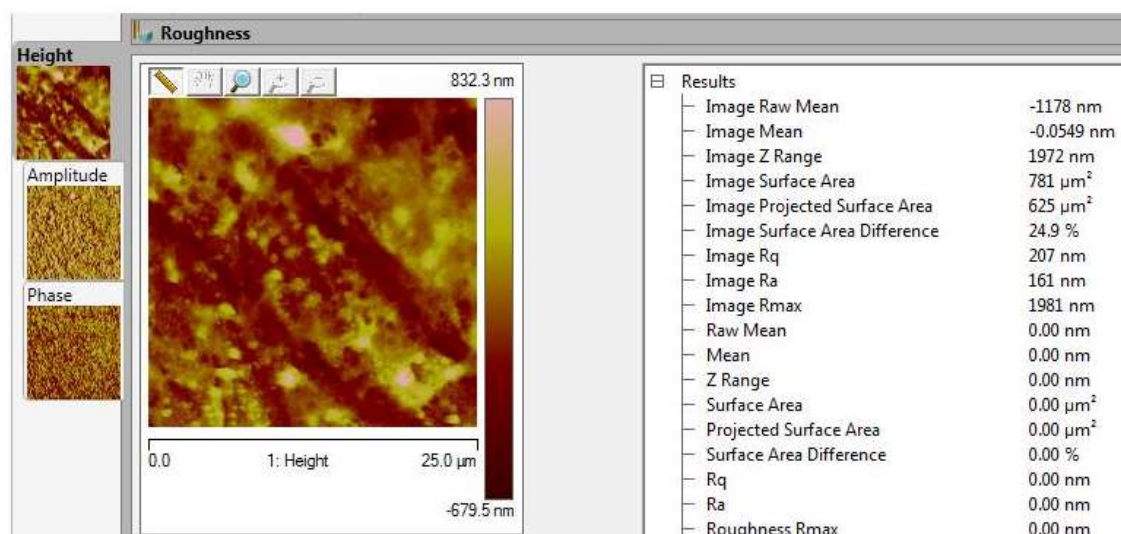 Roughness
Height
Amplitude
Phase
832.3 nm
0.0 1: Height 25.0 µm
-679.5 nm
Results
Image Raw Mean -1178 nm
Image Mean -0.0549 nm
Image Z Range 1972 nm
Image Surface Area 781 µm²
Image Projected Surface Area 625 µm²
Image Surface Area Difference 24.9 %
Image Rq 207 nm
Image Ra 161 nm
Image Rmax 1981 nm
Raw Mean 0.00 nm
Mean 0.00 nm
Z Range 0.00 nm
Surface Area 0.00 µm²
Projected Surface Area 0.00 µm²
Surface Area Difference 0.00 %
Rq 0.00 nm
Ra 0.00 nm
Roughness Rmax 0.00 nm